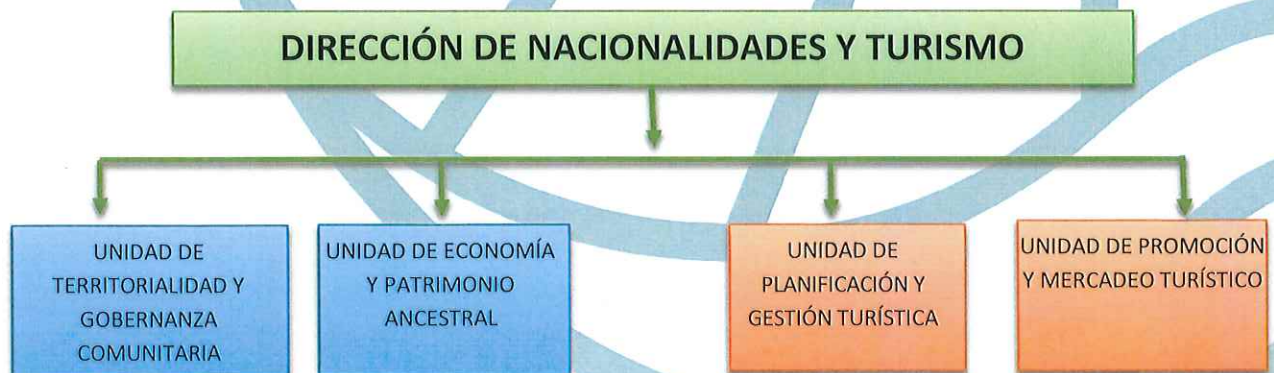 DIRECCIÓN DE NACIONALIDADES Y TURISMO
UNIDAD DE
TERRITORIALIDAD Y
GOBERNANZA
COMUNITARIA
UNIDAD DE ECONOMÍA
Y PATRIMONIO
ANCESTRAL
UNIDAD DE
PLANIFICACIÓN Y
GESTIÓN TURÍSTICA
UNIDAD DE PROMOCIÓN
Y MERCADEO TURÍSTICO